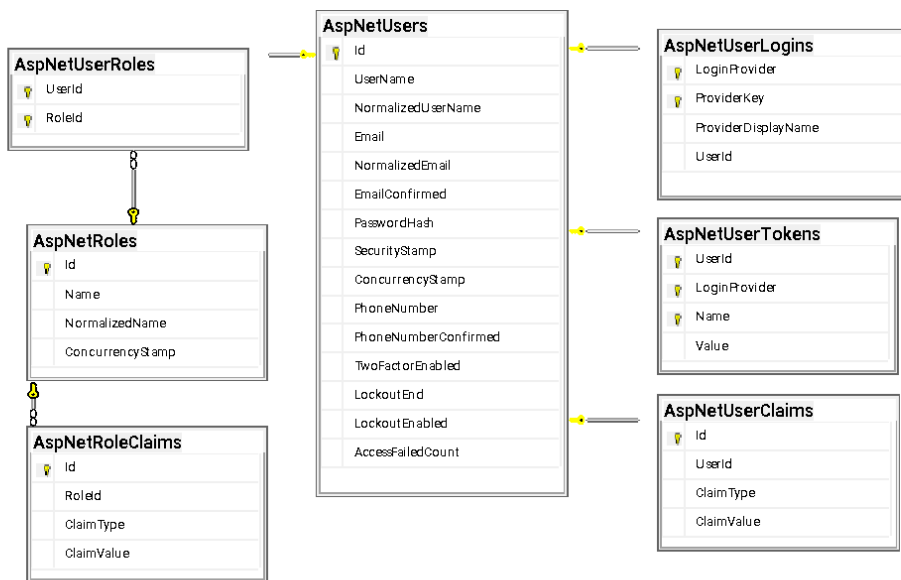 AspNetUserRoles
UserId
RoleId
AspNetRoles
Id
Name
NormalizedName
ConcurrencyStamp
AspNetRoleClaims
Id
RoleId
ClaimType
ClaimValue
AspNetUsers
Id
UserName
NormalizedUserName
Email
NormalizedEmail
EmailConfirmed
PasswordHash
SecurityStamp
ConcurrencyStamp
PhoneNumber
PhoneNumberConfirmed
TwoFactorEnabled
LockoutEnd
LockoutEnabled
AccessFailedCount
AspNetUserLogins
LoginProvider
ProviderKey
ProviderDisplayName
UserId
AspNetUserTokens
UserId
LoginProvider
Name
Value
AspNetUserClaims
Id
UserId
ClaimType
ClaimValue